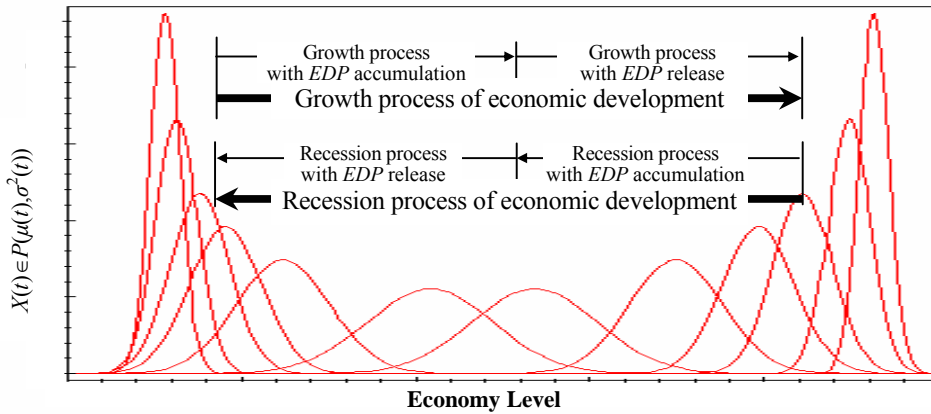 Growth process
with EDP accumulation
Growth process
with EDP release
Growth process of economic development
Recession process
with EDP release
Recession process
with EDP accumulation
Recession process of economic development
X(t)∈P(μ(t),σ²(t))
Economy Level